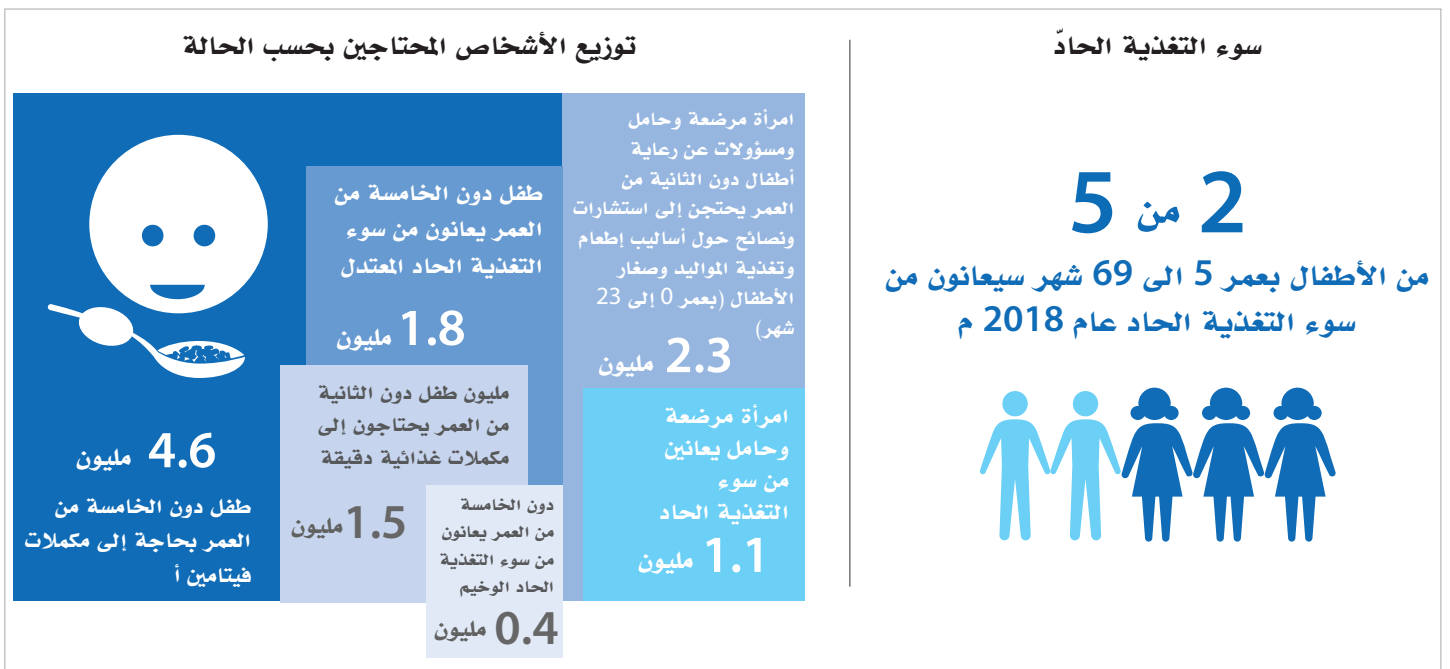 سوء التغذية الحادّ
2 من 5
من الأطفال بعمر 5 الى 69 شهر سيعانون من
سوء التغذية الحاد عام 2018 م
توزيع الأشخاص المحتاجين بحسب الحالة
امرأة مرضعة وحامل
ومسؤولات عن رعاية
أطفال دون الثانية من
العمر يحتجن إلى استشارات
ونصائح حول أساليب إطعام
وتغذية المواليد وصغار
الأطفال (بعمر 0 إلى 23
شهر)
2.3 مليون
امرأة مرضعة
وحامل يعانين
من سوء
التغذية الحاد
1.1 مليون
طفل دون الخامسة من
العمر يعانون من سوء
التغذية الحاد المعتدل
1.8 مليون
مليون طفل دون الثانية
من العمر يحتاجون إلى
مكملات غذائية دقيقة
1.5 مليون
دون الخامسة
من العمر يعانون
من سوء التغذية
الحاد الوخيم
0.4 مليون
4.6 مليون
طفل دون الخامسة من
العمر بحاجة إلى مكملات
فيتامين أ